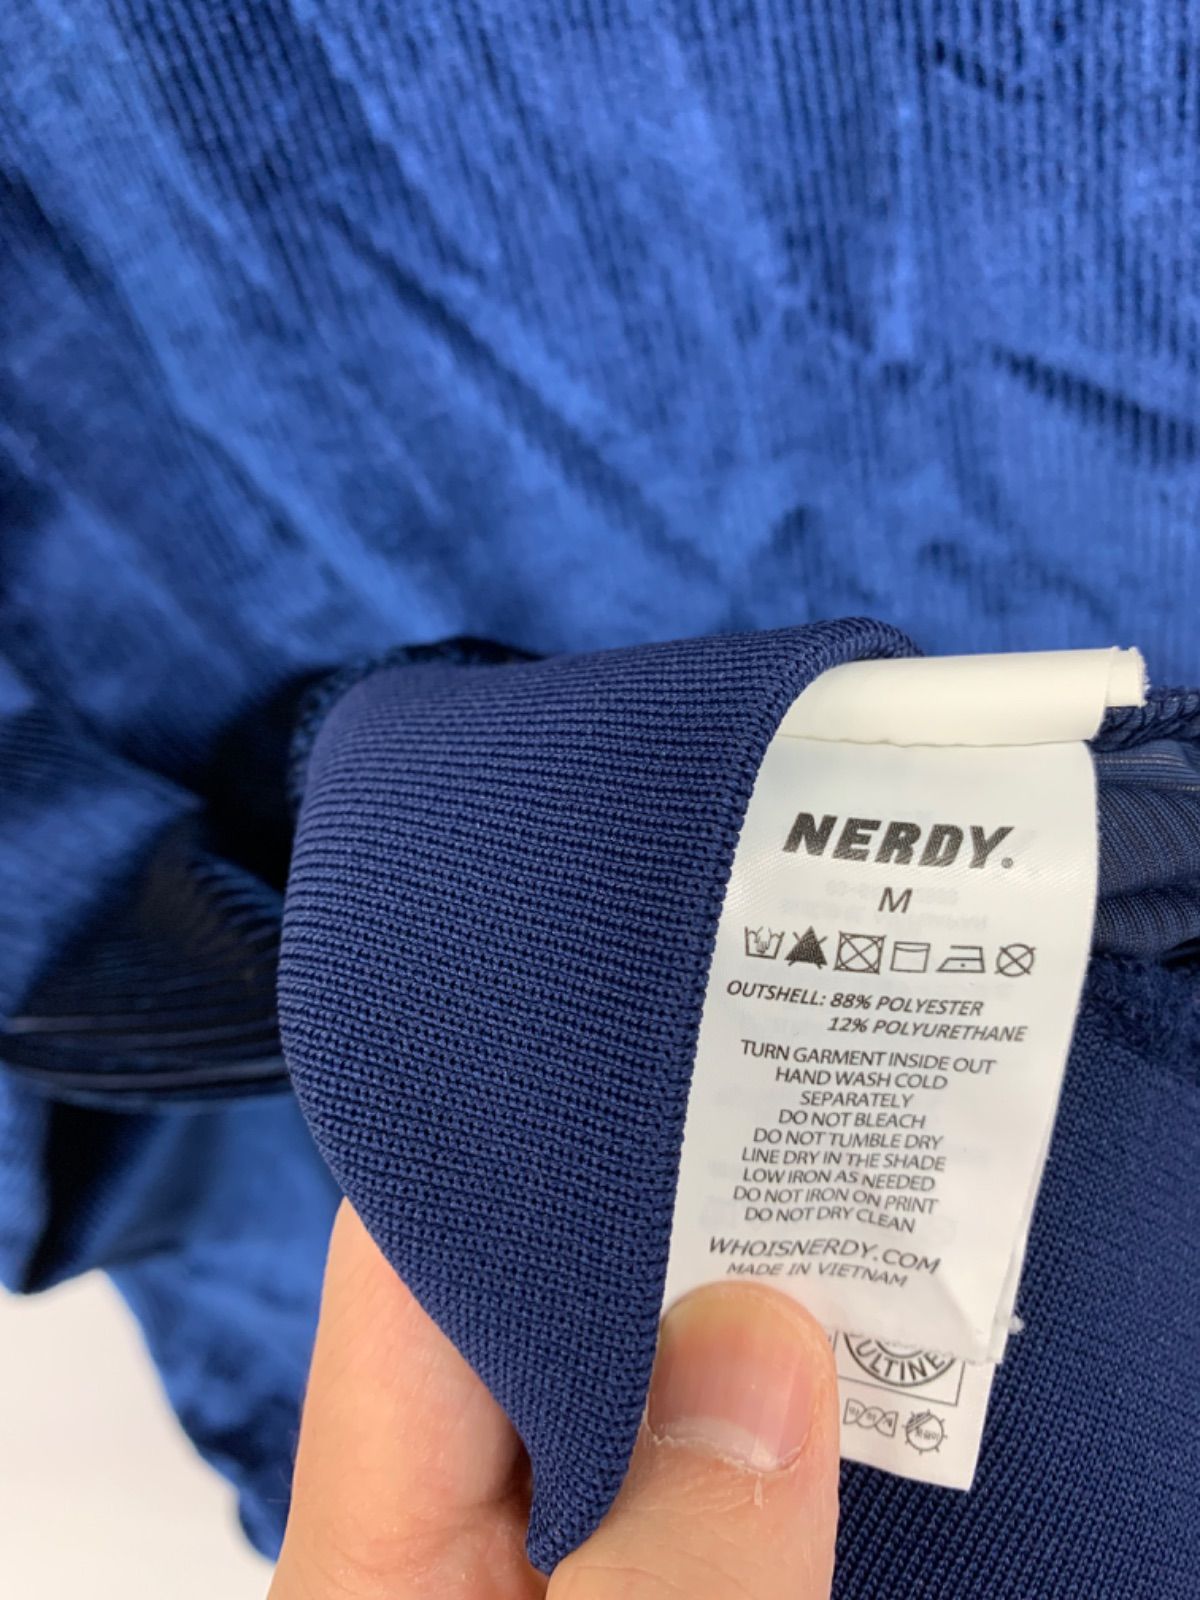 NERDY.
M
OUTSHELL: 88% POLYESTER
12% POLYURETHANE
TURN GARMENT INSIDE OUT
HAND WASH COLD
SEPARATELY
DO NOT BLEACH
DO NOT TUMBLE DRY
LINE DRY IN THE SHADE
LOW IRON AS NEEDED
DO NOT IRON ON PRINT
DO NOT DRY CLEAN
WHOISNERDY.COM
MADE IN VIETNAM